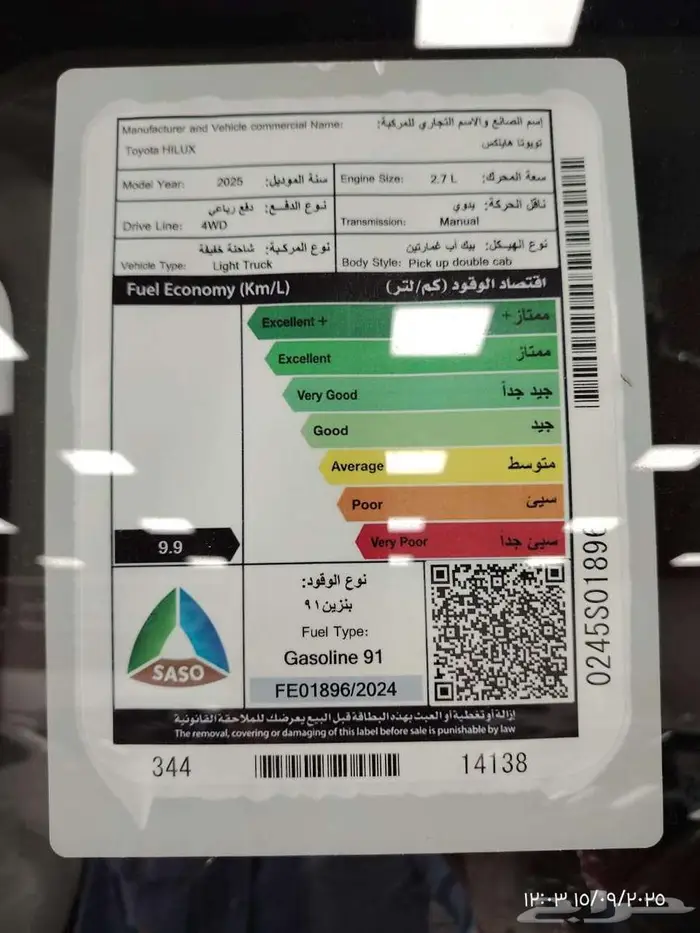 Manufacturer and Vehicle commercial Name: إسم الصانع والاسم التجاري للمركبة:
Toyota HILUX تويوتا هايلكس
Model Year: 2025 سنة الموديل: Engine Size: 2.7 L سعة المحرك:
نوع الدفع: دفع رباعي ناقل الحركة: يدوي
Drive Line: 4WD Transmission: Manual
نوع المركبة: شاحنة خفيفة نوع الهيكل: بيك أب غمارتين
Vehicle Type: Light Truck Body Style: Pick up double cab
Fuel Economy (Km/L) اقتصاد الوقود (كم/لتر)
Excellent + ممتاز+
Excellent ممتاز
Very Good جيد جداً
Good جيد
Average متوسط
Poor سيئ
9.9 Very Poor سيئ جداً
نوع الوقود:
بنزين ٩١
Fuel Type:
Gasoline 91
SASO
FE01896/2024
إزالة أو تغطية أو العبث بهذه البطاقة قبل البيع يعرضك للملاحقة القانونية
The removal, covering or damaging of this label before sale is punishable by law
344 14138
0245S01896
١٢:٠٣ ١٥/٠٩/٢٠٢٥
حراج